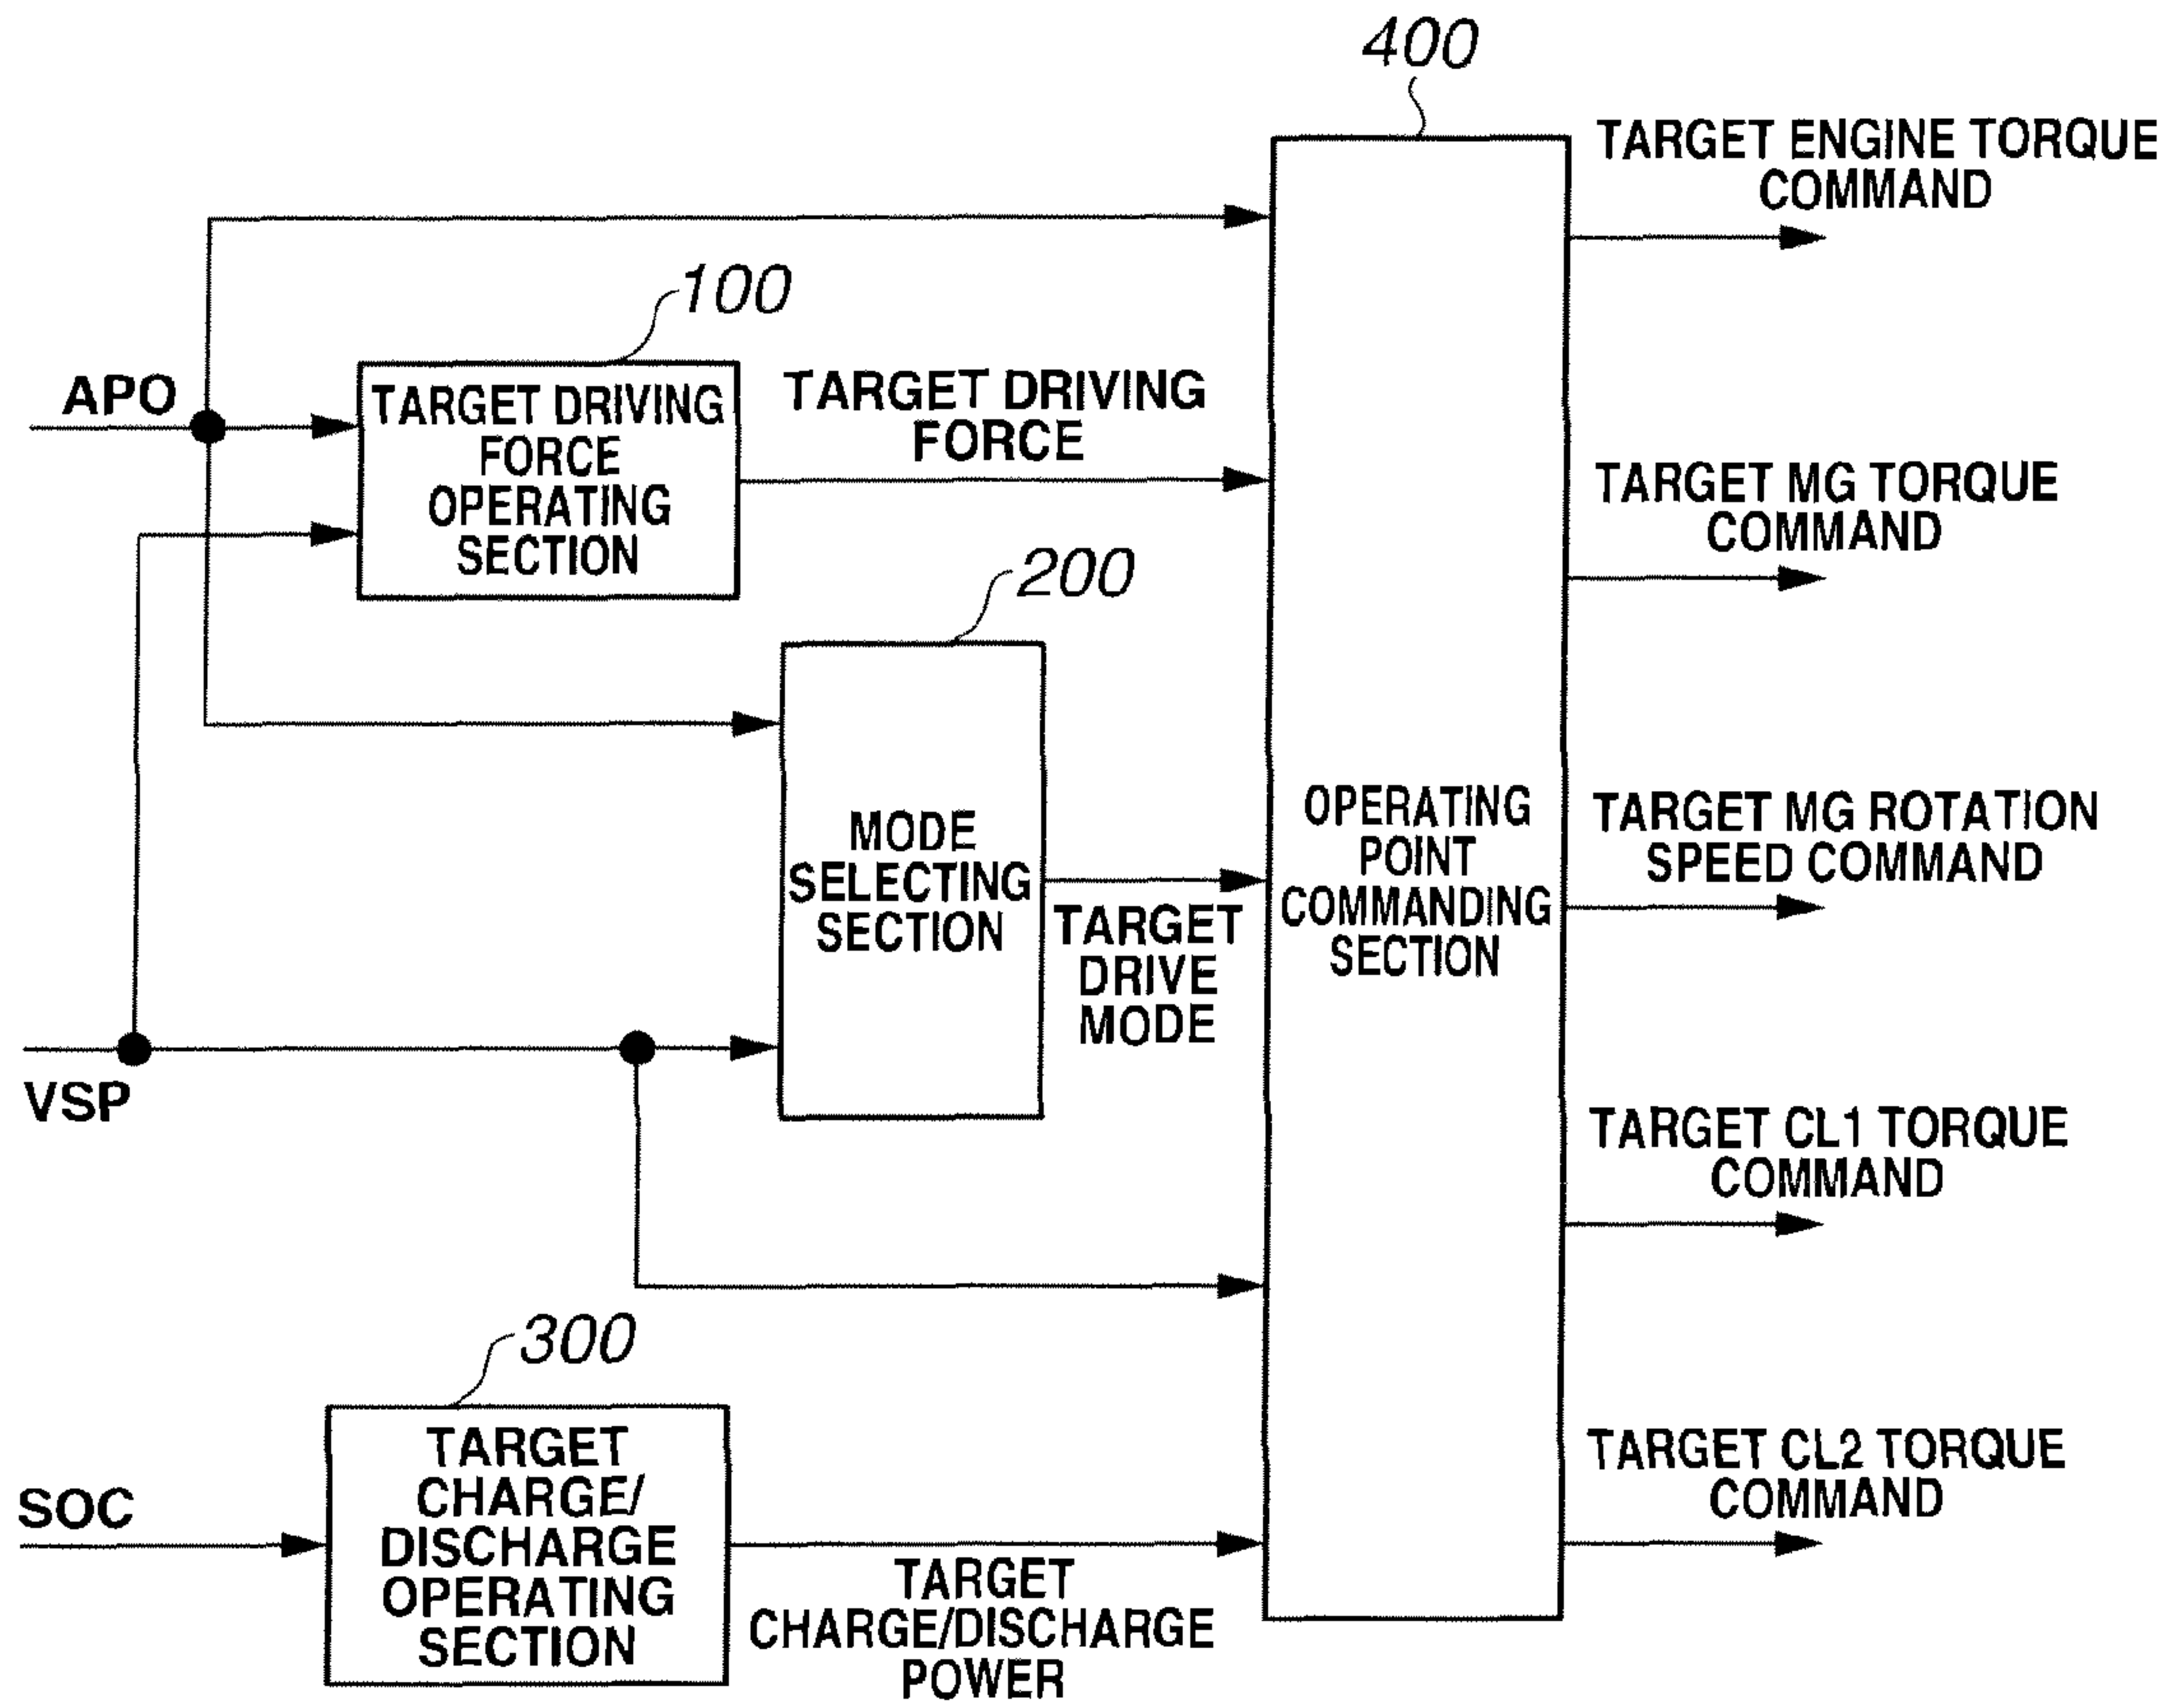 400
TARGET ENGINE TORQUE
COMMAND
100
APO
TARGET DRIVING
FORCE
OPERATING
SECTION
TARGET DRIVING
FORCE
TARGET MG TORQUE
COMMAND
200
MODE
SELECTING
SECTION
TARGET
DRIVE
MODE
OPERATING
POINT
COMMANDING
SECTION
TARGET MG ROTATION
SPEED COMMAND
VSP
TARGET CL1 TORQUE
COMMAND
300
SOC
TARGET
CHARGE/
DISCHARGE
OPERATING
SECTION
TARGET
CHARGE/DISCHARGE
POWER
TARGET CL2 TORQUE
COMMAND